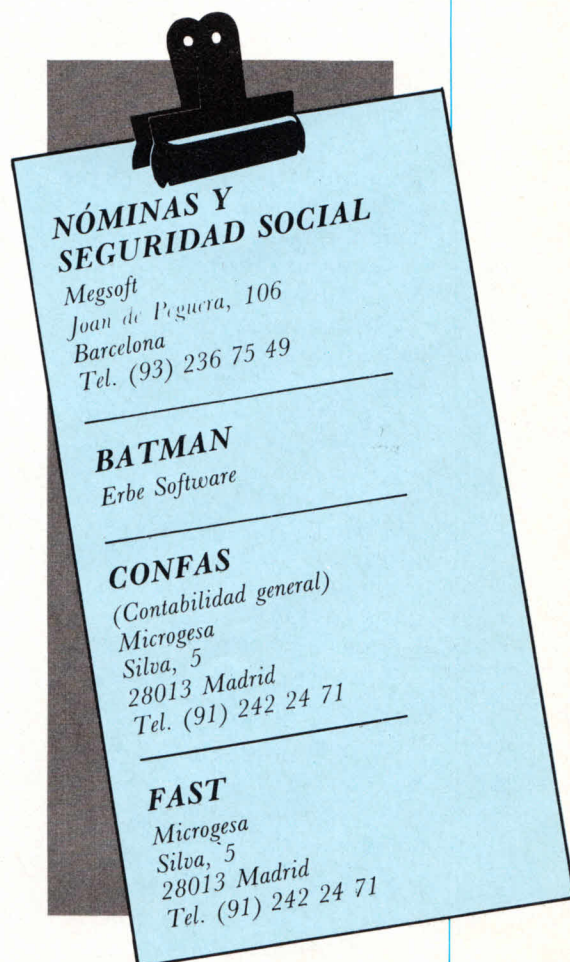 NÓMINAS Y
SEGURIDAD SOCIAL
Megsoft
Joan de Peguera, 106
Barcelona
Tel. (93) 236 75 49
BATMAN
Erbe Software
CONFAS
(Contabilidad general)
Microgesa
Silva, 5
28013 Madrid
Tel. (91) 242 24 71
FAST
Microgesa
Silva, 5
28013 Madrid
Tel. (91) 242 24 71